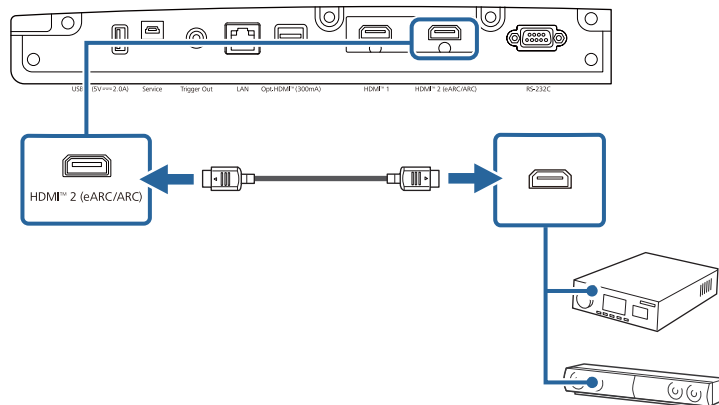 USB (5V⎓2.0A) Service Trigger Out LAN Opt.HDMI™ (300mA) HDMI™ 1 HDMI™ 2 (eARC/ARC) RS-232C
HDMI™ 2 (eARC/ARC)